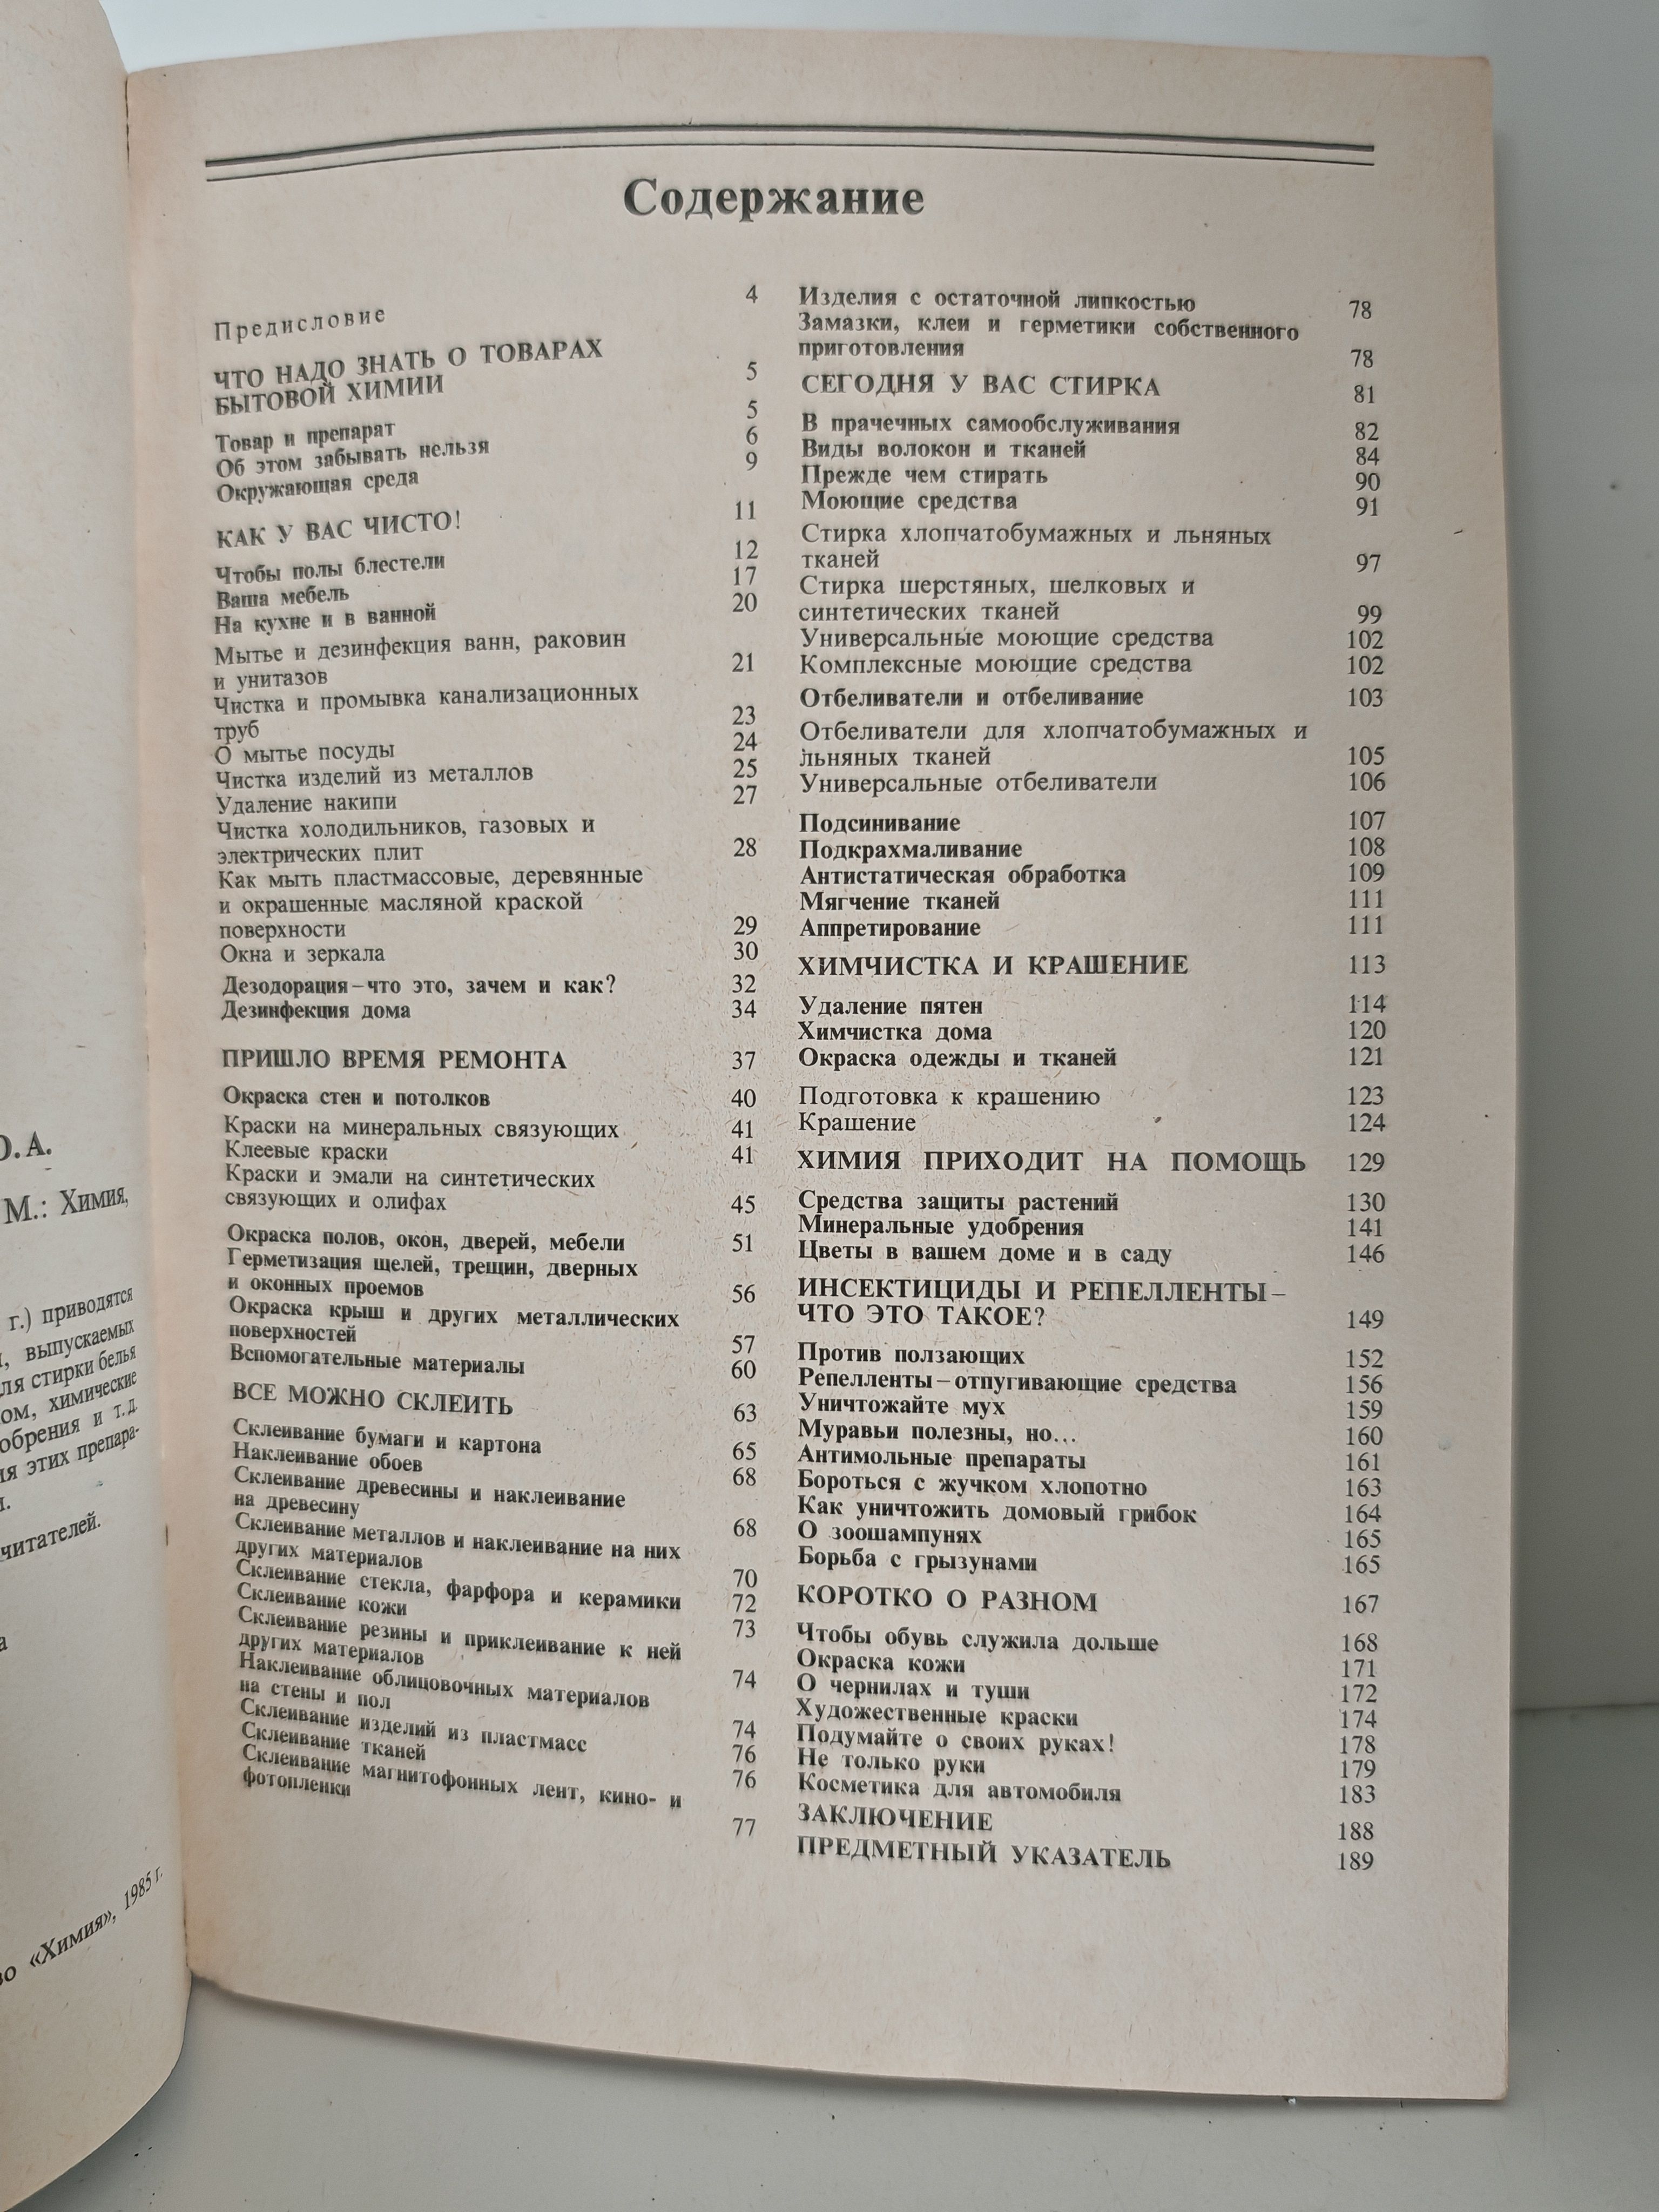 О.А.
М.: Химия,
г.) приводятся
выпускаемых
для стирки белья
химические
и т.д.
этих препара-
читателей.
«Химия», 1985 г.
Содержание
Предисловие 4
ЧТО НАДО ЗНАТЬ О ТОВАРАХ
БЫТОВОЙ ХИМИИ 5
Товар и препарат 5
Об этом забывать нельзя 6
Окружающая среда 9
КАК У ВАС ЧИСТО! 11
Чтобы полы блестели 12
Ваша мебель 17
На кухне и в ванной 20
Мытье и дезинфекция ванн, раковин
и унитазов 21
Чистка и промывка канализационных
труб 23
О мытье посуды 24
Чистка изделий из металлов 25
Удаление накипи 27
Чистка холодильников, газовых и
электрических плит 28
Как мыть пластмассовые, деревянные
и окрашенные масляной краской
поверхности 29
Окна и зеркала 30
Дезодорация – что это, зачем и как? 32
Дезинфекция дома 34
ПРИШЛО ВРЕМЯ РЕМОНТА 37
Окраска стен и потолков 40
Краски на минеральных связующих 41
Клеевые краски 41
Краски и эмали на синтетических
связующих и олифах 45
Окраска полов, окон, дверей, мебели 51
Герметизация щелей, трещин, дверных
и оконных проемов 56
Окраска крыш и других металлических
поверхностей 57
Вспомогательные материалы 60
ВСЕ МОЖНО СКЛЕИТЬ 63
Склеивание бумаги и картона 65
Наклеивание обоев 68
Склеивание древесины и наклеивание
на древесину 68
Склеивание металлов и наклеивание на них
других материалов 70
Склеивание стекла, фарфора и керамики 72
Склеивание кожи 73
Склеивание резины и приклеивание к ней
других материалов 74
Наклеивание облицовочных материалов
на стены и пол 74
Склеивание изделий из пластмасс 76
Склеивание тканей 76
Склеивание магнитофонных лент, кино- и
фотопленки 77
Изделия с остаточной липкостью 78
Замазки, клеи и герметики собственного
приготовления 78
СЕГОДНЯ У ВАС СТИРКА 81
В прачечных самообслуживания 82
Виды волокон и тканей 84
Прежде чем стирать 90
Моющие средства 91
Стирка хлопчатобумажных и льняных
тканей 97
Стирка шерстяных, шелковых и
синтетических тканей 99
Универсальные моющие средства 102
Комплексные моющие средства 102
Отбеливатели и отбеливание 103
Отбеливатели для хлопчатобумажных и
льняных тканей 105
Универсальные отбеливатели 106
Подсинивание 107
Подкрахмаливание 108
Антистатическая обработка 109
Мягчение тканей 111
Аппретирование 111
ХИМЧИСТКА И КРАШЕНИЕ 113
Удаление пятен 114
Химчистка дома 120
Окраска одежды и тканей 121
Подготовка к крашению 123
Крашение 124
ХИМИЯ ПРИХОДИТ НА ПОМОЩЬ 129
Средства защиты растений 130
Минеральные удобрения 141
Цветы в вашем доме и в саду 146
ИНСЕКТИЦИДЫ И РЕПЕЛЛЕНТЫ –
ЧТО ЭТО ТАКОЕ? 149
Против ползающих 152
Репелленты – отпугивающие средства 156
Уничтожайте мух 159
Муравьи полезны, но... 160
Антимольные препараты 161
Бороться с жучком хлопотно 163
Как уничтожить домовый грибок 164
О зоошампунях 165
Борьба с грызунами 165
КОРОТКО О РАЗНОМ 167
Чтобы обувь служила дольше 168
Окраска кожи 171
О чернилах и туши 172
Художественные краски 174
Подумайте о своих руках! 178
Не только руки 179
Косметика для автомобиля 183
ЗАКЛЮЧЕНИЕ 188
ПРЕДМЕТНЫЙ УКАЗАТЕЛЬ 189